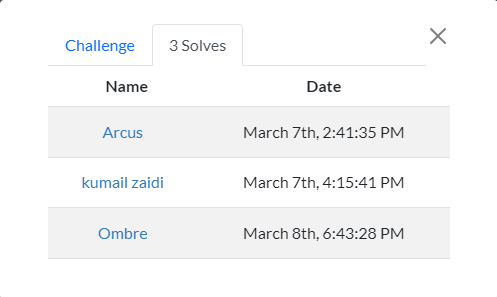 Challenge 3 Solves
Name Date
Arcus March 7th, 2:41:35 PM
kumail zaidi March 7th, 4:15:41 PM
Ombre March 8th, 6:43:28 PM